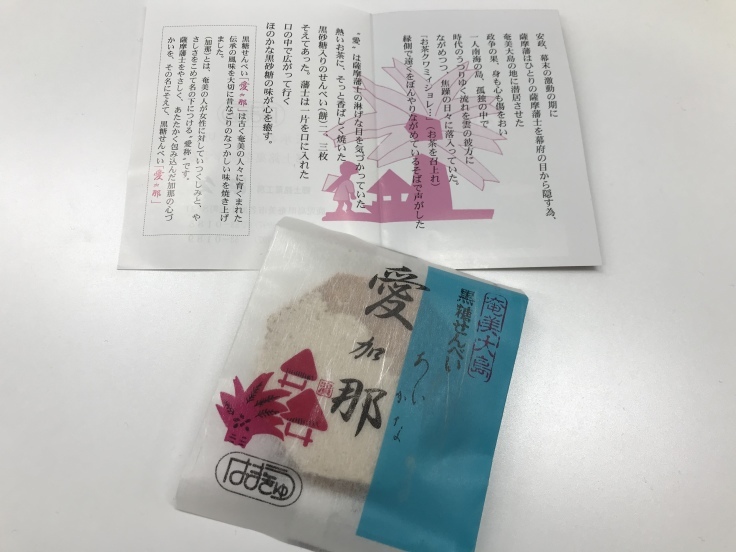 安政、幕末の激動の期に
薩摩藩はひとりの薩摩藩士を幕府の目から隠す為、
奄美大島の地に潜居させた
政争の果、身も心も傷をおい
一人南海の島、孤独の中で
時代のうつりゆく流れを雲の彼方に
ながめつつ、焦躁の日々に落入っていた。
「お茶クワミィショレ…」(お茶を召上れ)
縁側で遠くをぼんやりながめているそばで声がした
“愛”は薩摩藩士の淋げな目を気づかっていた
熱いお茶に、そっと香ばしく焼いた
黒砂糖入りのせんべい(餅)二、三枚
そえてあった。藩士は一片を口に入れた
口の中で広がって行く
ほのかな黒砂糖の味が心を癒す。
黒糖せんべい「愛加那」は古く奄美の人々に育くまれた
伝承の風味を大切に昔なごりのなつかしい味を焼き上げ
ました。
(加那)とは、奄美の人が女性に対していつくしみと、や
さしさをこめて名の下につける“愛称”です。
薩摩藩士をやさしく、あたたかく包み込んだ加那の心づ
かいを、その名にそえて、黒糖せんべい「愛加那」
奄美大島
黒糖せんべい
あいかな
愛加那
はまぎゅ